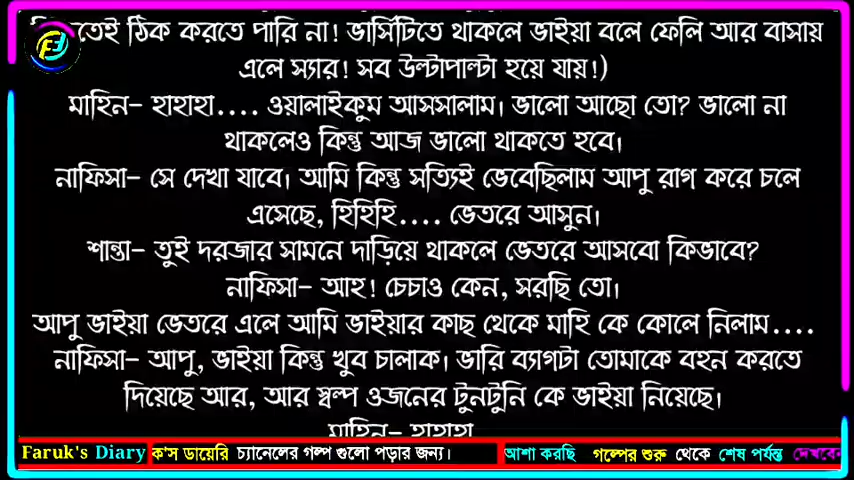 ঠিক করতে পারি না! ভার্সিটিতে থাকলে ভাইয়া বলে ফেলি আর বাসায়
এলে স্যার! সব উল্টাপাল্টা হয়ে যায়!)
মাহিন- হাহাহা.... ওয়ালাইকুম আসসালাম। ভালো আছো তো? ভালো না
থাকলেও কিন্তু আজ ভালো থাকতে হবে।
নাফিসা- সে দেখা যাবে। আমি কিন্তু সত্যিই ভেবেছিলাম আপু রাগ করে চলে
এসেছে, হিহিহি.... ভেতরে আসুন।
শান্তা- তুই দরজার সামনে দাড়িয়ে থাকলে ভেতরে আসবো কিভাবে?
নাফিসা- আহ! চেচাও কেন, সরছি তো।
আপু ভাইয়া ভেতরে এলে আমি ভাইয়ার কাছ থেকে মাহি কে কোলে নিলাম....
নাফিসা- আপু, ভাইয়া কিন্তু খুব চালাক। ভারি ব্যাগটা তোমাকে বহন করতে
দিয়েছে আর, আর স্বল্প ওজনের টুনটুনি কে ভাইয়া নিয়েছে।
মাহিন- হাহাহা
Faruk's Diary ক'স ডায়েরি চ্যানেলের গল্প গুলো পড়ার জন্য। আশা করছি গল্পের শুরু থেকে শেষ পর্যন্ত দেখবেন